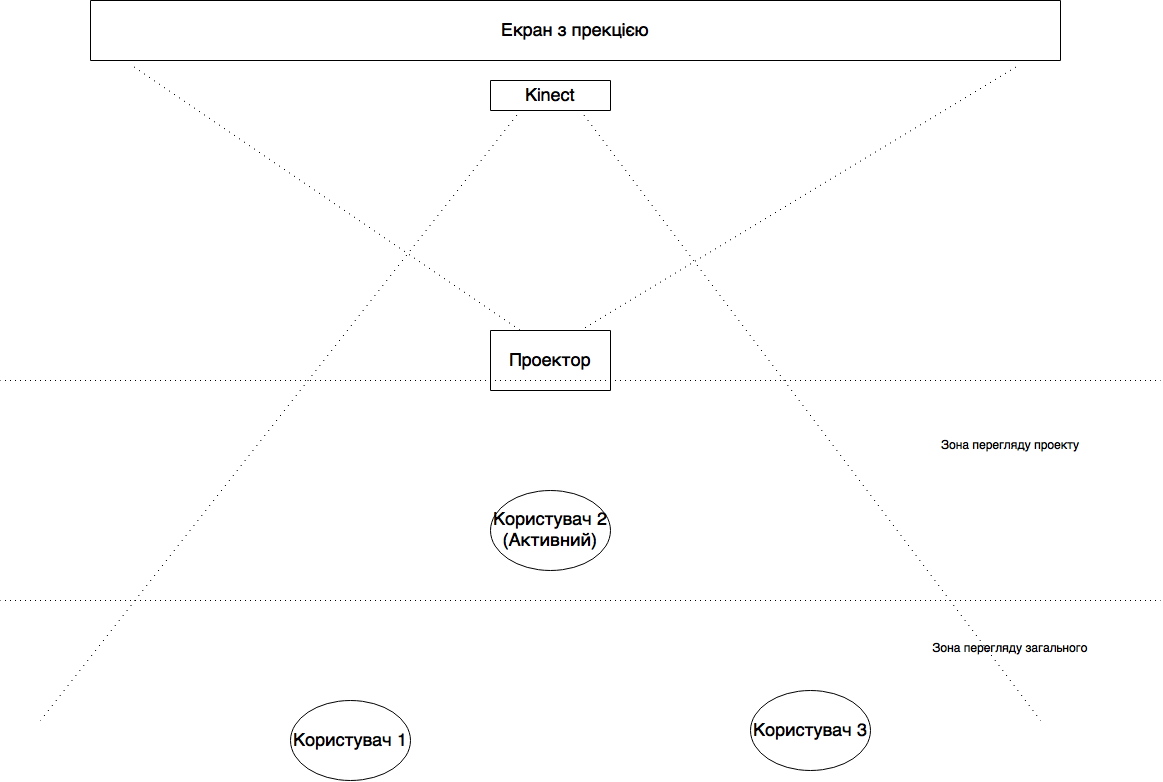 Екран з прекцією
Kinect
Проектор
Зона перегляду проекту
Користувач 2
(Активний)
Зона перегляду загального
Користувач 1
Користувач 3